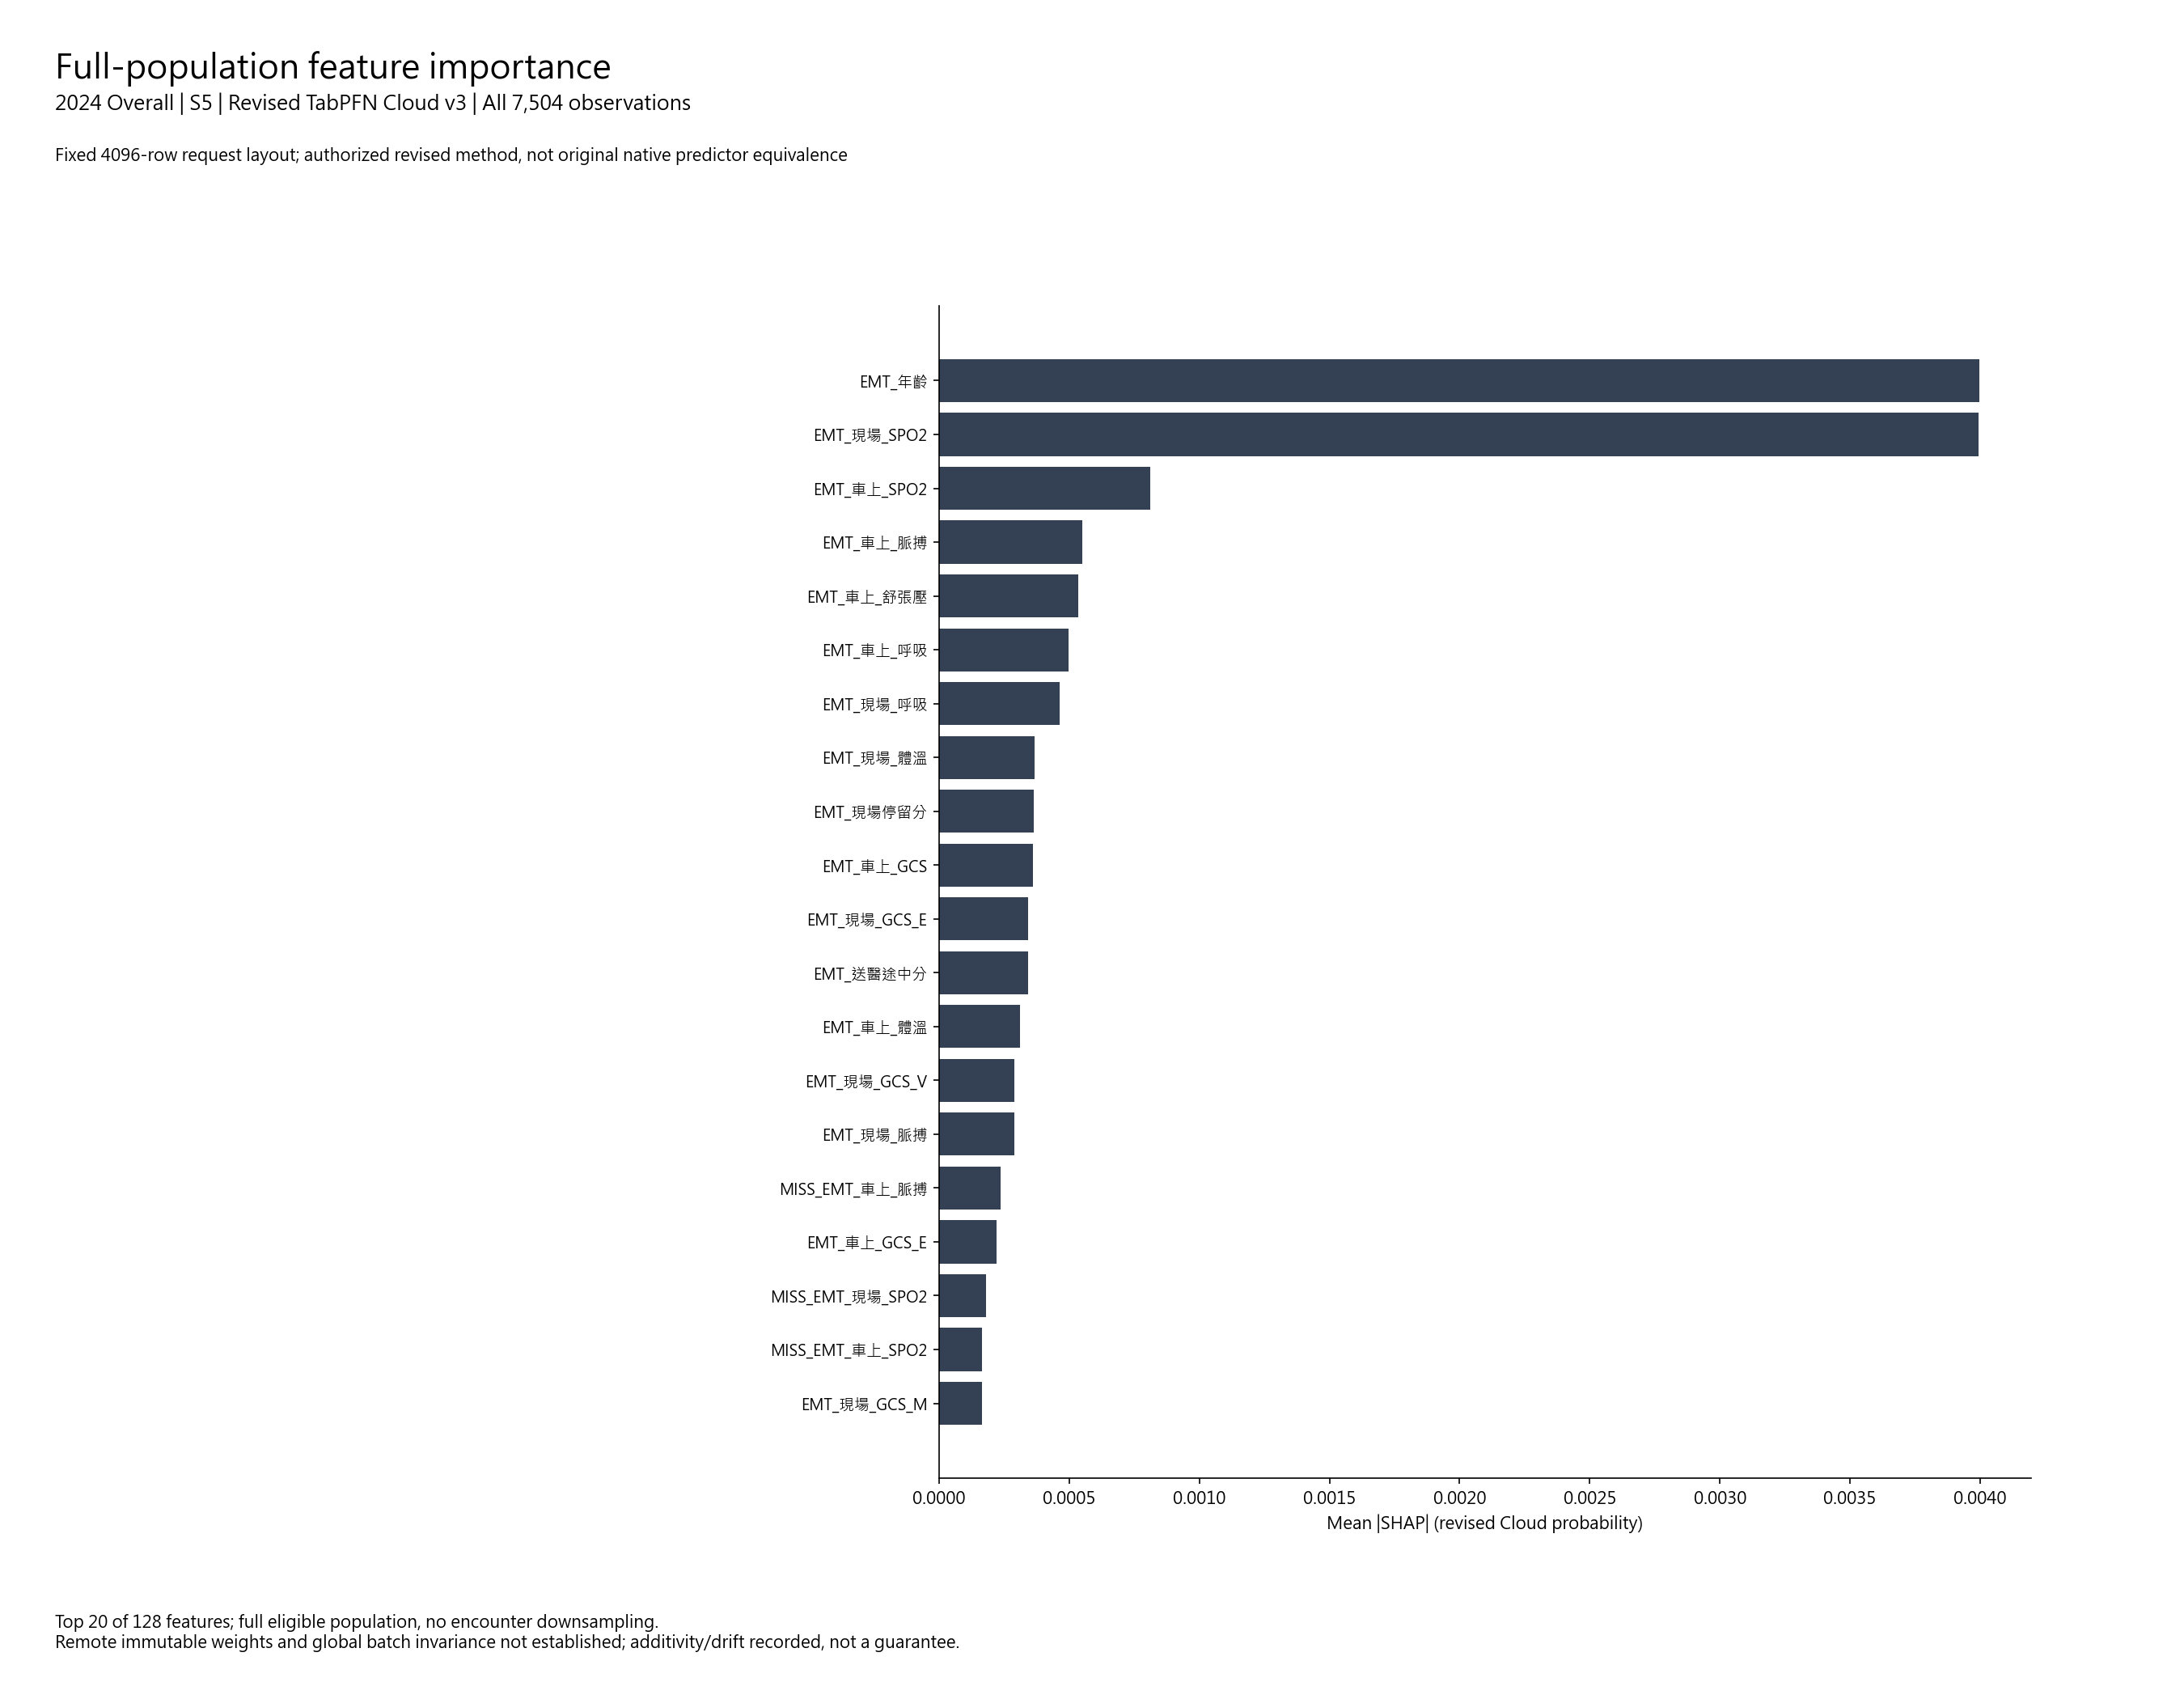 Full-population feature importance
2024 Overall | S5 | Revised TabPFN Cloud v3 | All 7,504 observations
Fixed 4096-row request layout; authorized revised method, not original native predictor equivalence
EMT_年齡
EMT_現場_SPO2
EMT_車上_SPO2
EMT_車上_脈搏
EMT_車上_舒張壓
EMT_車上_呼吸
EMT_現場_呼吸
EMT_現場_體溫
EMT_現場停留分
EMT_車上_GCS
EMT_現場_GCS_E
EMT_送醫途中分
EMT_車上_體溫
EMT_現場_GCS_V
EMT_現場_脈搏
MISS_EMT_車上_脈搏
EMT_車上_GCS_E
MISS_EMT_現場_SPO2
MISS_EMT_車上_SPO2
EMT_現場_GCS_M
0.0000 0.0005 0.0010 0.0015 0.0020 0.0025 0.0030 0.0035 0.0040
Mean |SHAP| (revised Cloud probability)
Top 20 of 128 features; full eligible population, no encounter downsampling.
Remote immutable weights and global batch invariance not established; additivity/drift recorded, not a guarantee.